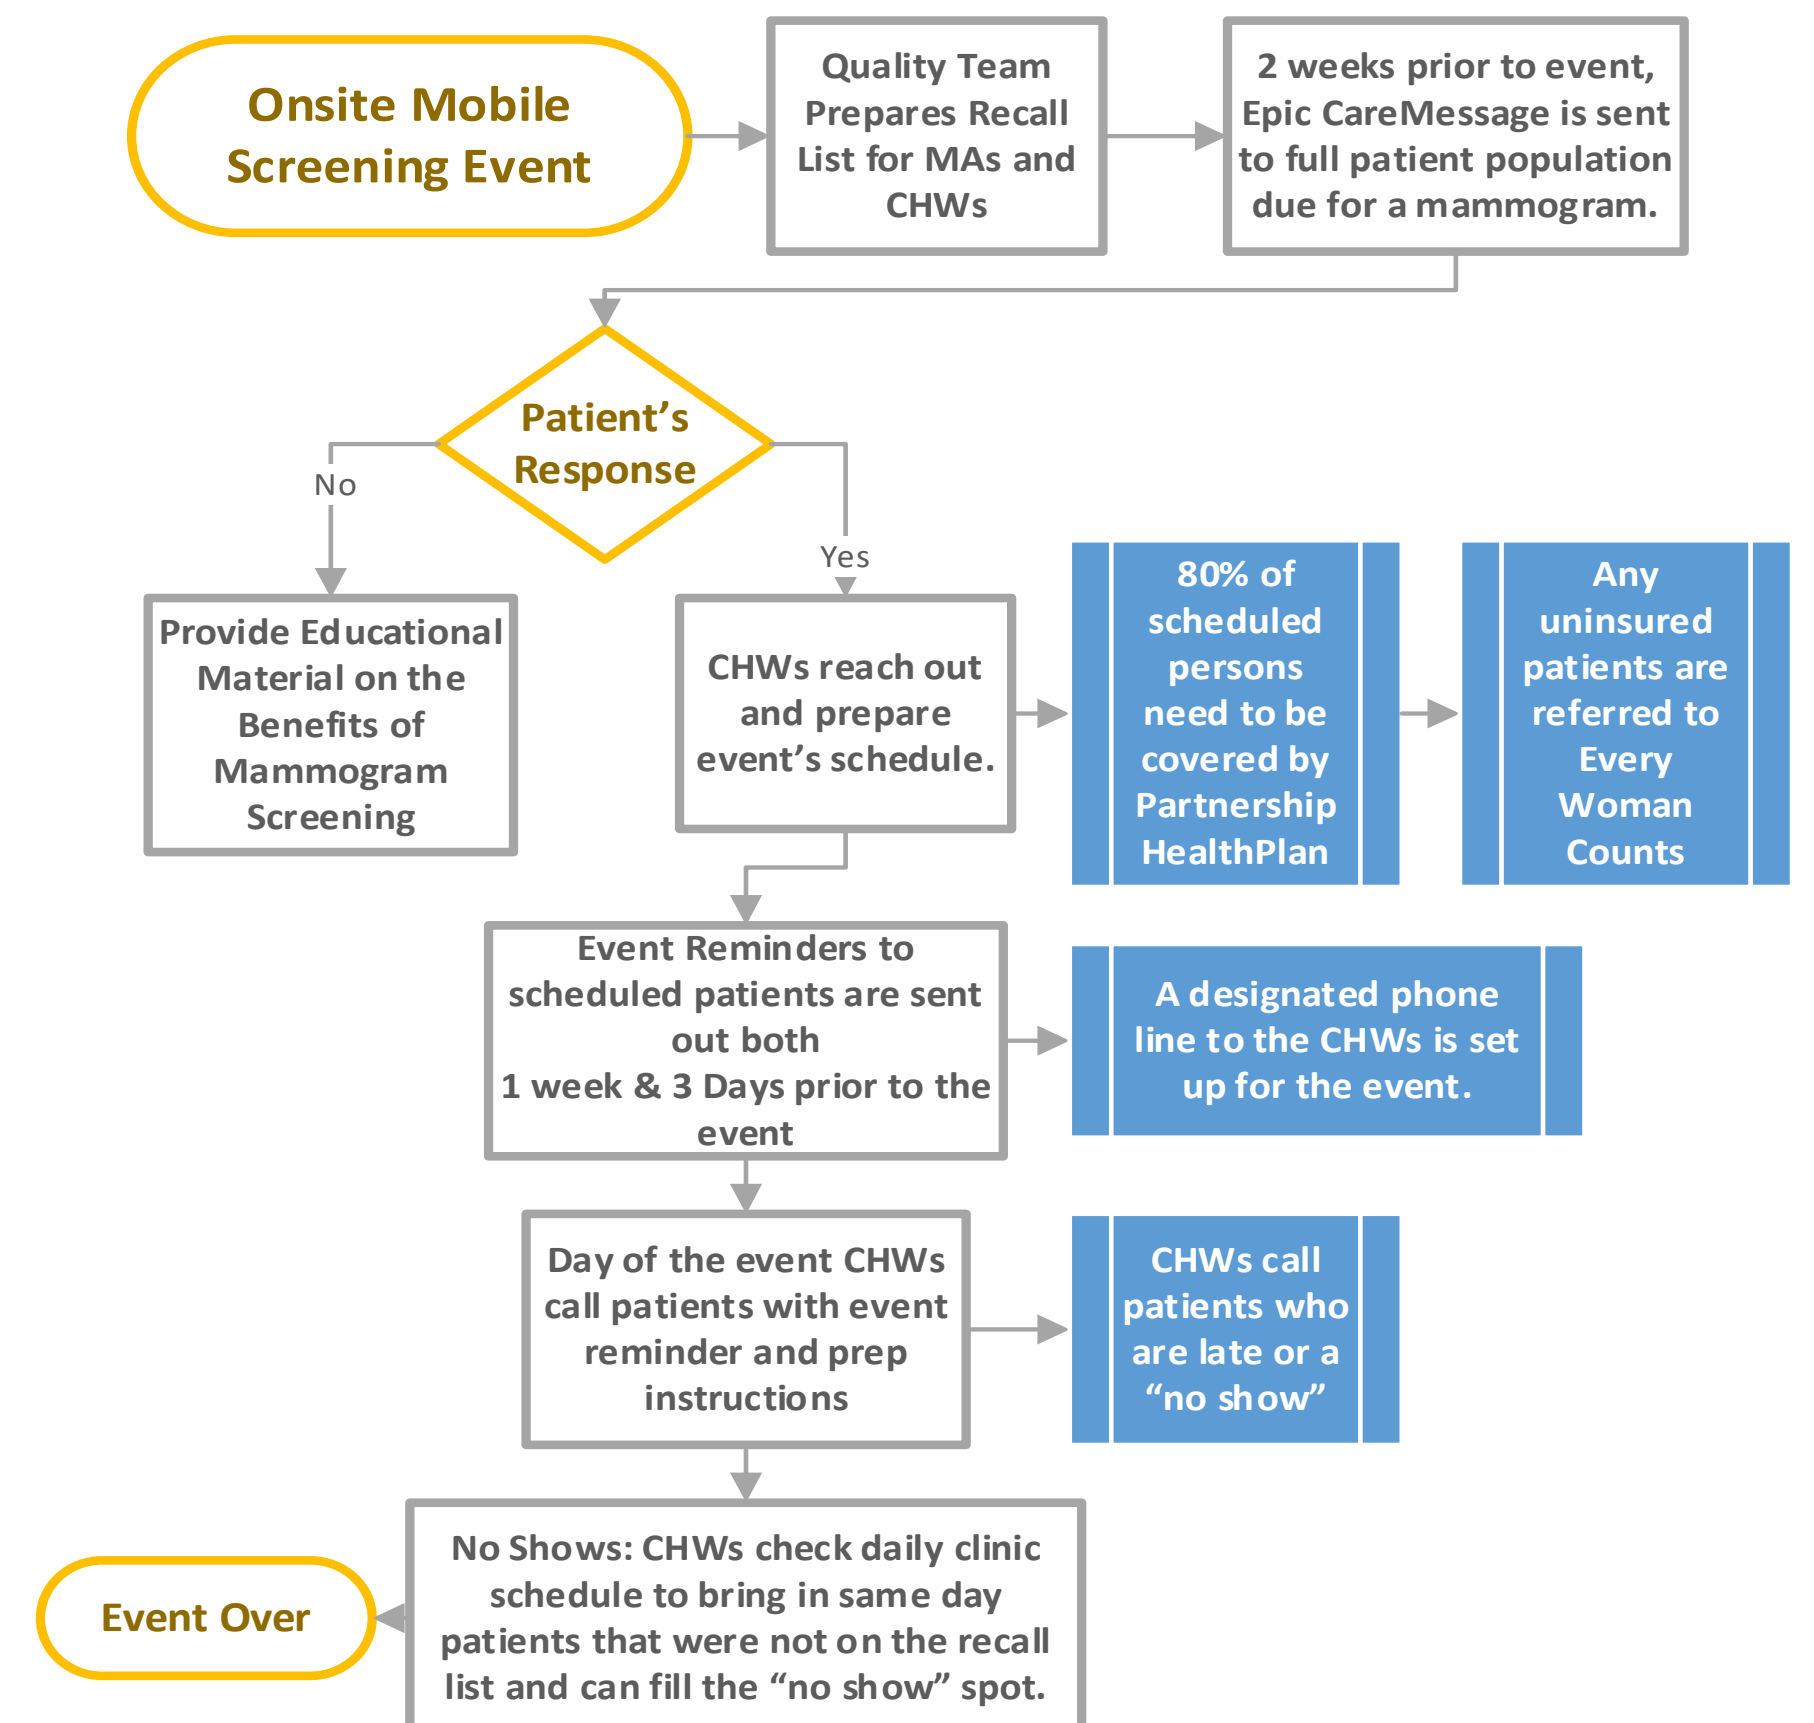 Onsite Mobile
Screening Event
Quality Team
Prepares Recall
List for MAs and
CHWs
2 weeks prior to event,
Epic CareMessage is sent
to full patient population
due for a mammogram.
Patient’s
Response
No
Yes
Provide Educational
Material on the
Benefits of
Mammogram
Screening
CHWs reach out
and prepare
event’s schedule.
80% of
scheduled
persons
need to be
covered by
Partnership
HealthPlan
Any
uninsured
patients are
referred to
Every
Woman
Counts
Event Reminders to
scheduled patients are sent
out both
1 week & 3 Days prior to the
event
A designated phone
line to the CHWs is set
up for the event.
Day of the event CHWs
call patients with event
reminder and prep
instructions
CHWs call
patients who
are late or a
“no show”
No Shows: CHWs check daily clinic
schedule to bring in same day
patients that were not on the recall
list and can fill the “no show” spot.
Event Over